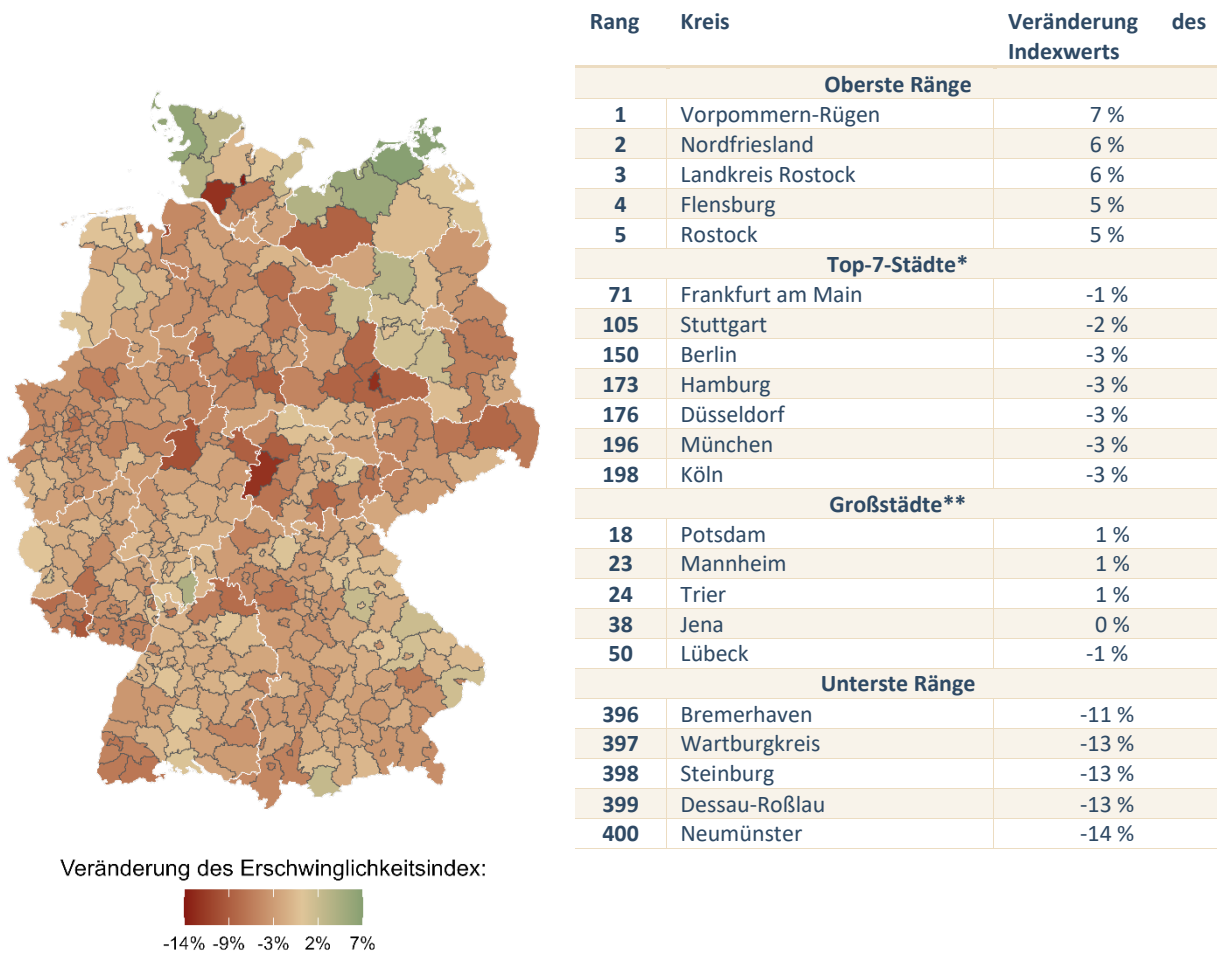 Rang Kreis Veränderung des
Indexwerts
Oberste Ränge
1 Vorpommern-Rügen 7 %
2 Nordfriesland 6 %
3 Landkreis Rostock 6 %
4 Flensburg 5 %
5 Rostock 5 %
Top-7-Städte*
71 Frankfurt am Main -1 %
105 Stuttgart -2 %
150 Berlin -3 %
173 Hamburg -3 %
176 Düsseldorf -3 %
196 München -3 %
198 Köln -3 %
Großstädte**
18 Potsdam 1 %
23 Mannheim 1 %
24 Trier 1 %
38 Jena 0 %
50 Lübeck -1 %
Unterste Ränge
396 Bremerhaven -11 %
397 Wartburgkreis -13 %
398 Steinburg -13 %
399 Dessau-Roßlau -13 %
400 Neumünster -14 %
Veränderung des Erschwinglichkeitsindex:
-14% -9% -3% 2% 7%